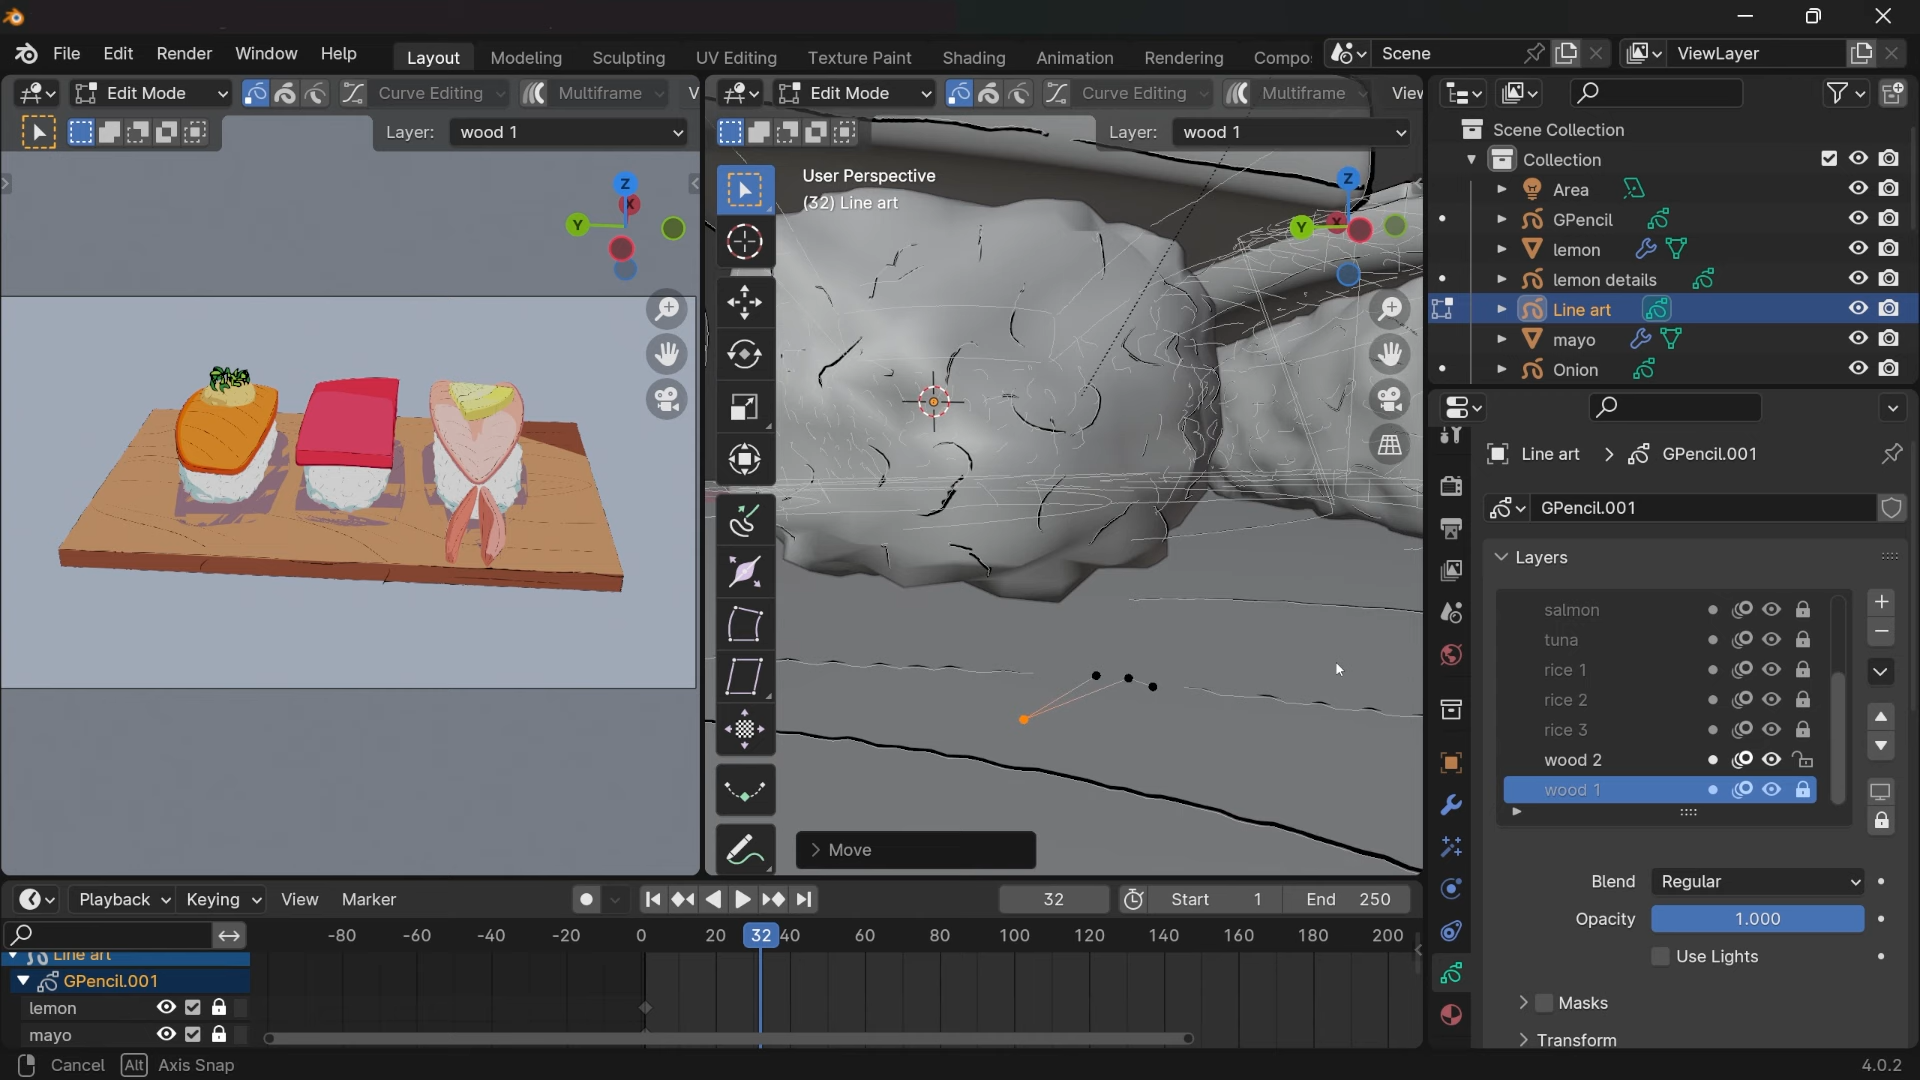 File Edit Render Window Help
Layout Modeling Sculpting UV Editing Texture Paint Shading Animation Rendering Compo
Scene
ViewLayer
Edit Mode
Curve Editing
Multiframe
V
Layer:
wood 1
Z
X
Y
Edit Mode
Curve Editing
Multiframe
View
Layer:
wood 1
User Perspective
(32) Line art
Z
X
Y
Move
Scene Collection
Collection
Area
GPencil
lemon
lemon details
Line art
mayo
Onion
Line art
GPencil.001
GPencil.001
Layers
salmon
tuna
rice 1
rice 2
rice 3
wood 2
wood 1
Blend Regular
Opacity 1.000
Use Lights
Masks
Transform
Playback Keying View Marker
32
Start 1
End 250
-80 -60 -40 -20 0 20 32 40 60 80 100 120 140 160 180 200
Line art
GPencil.001
lemon
mayo
Cancel Alt Axis Snap
4.0.2